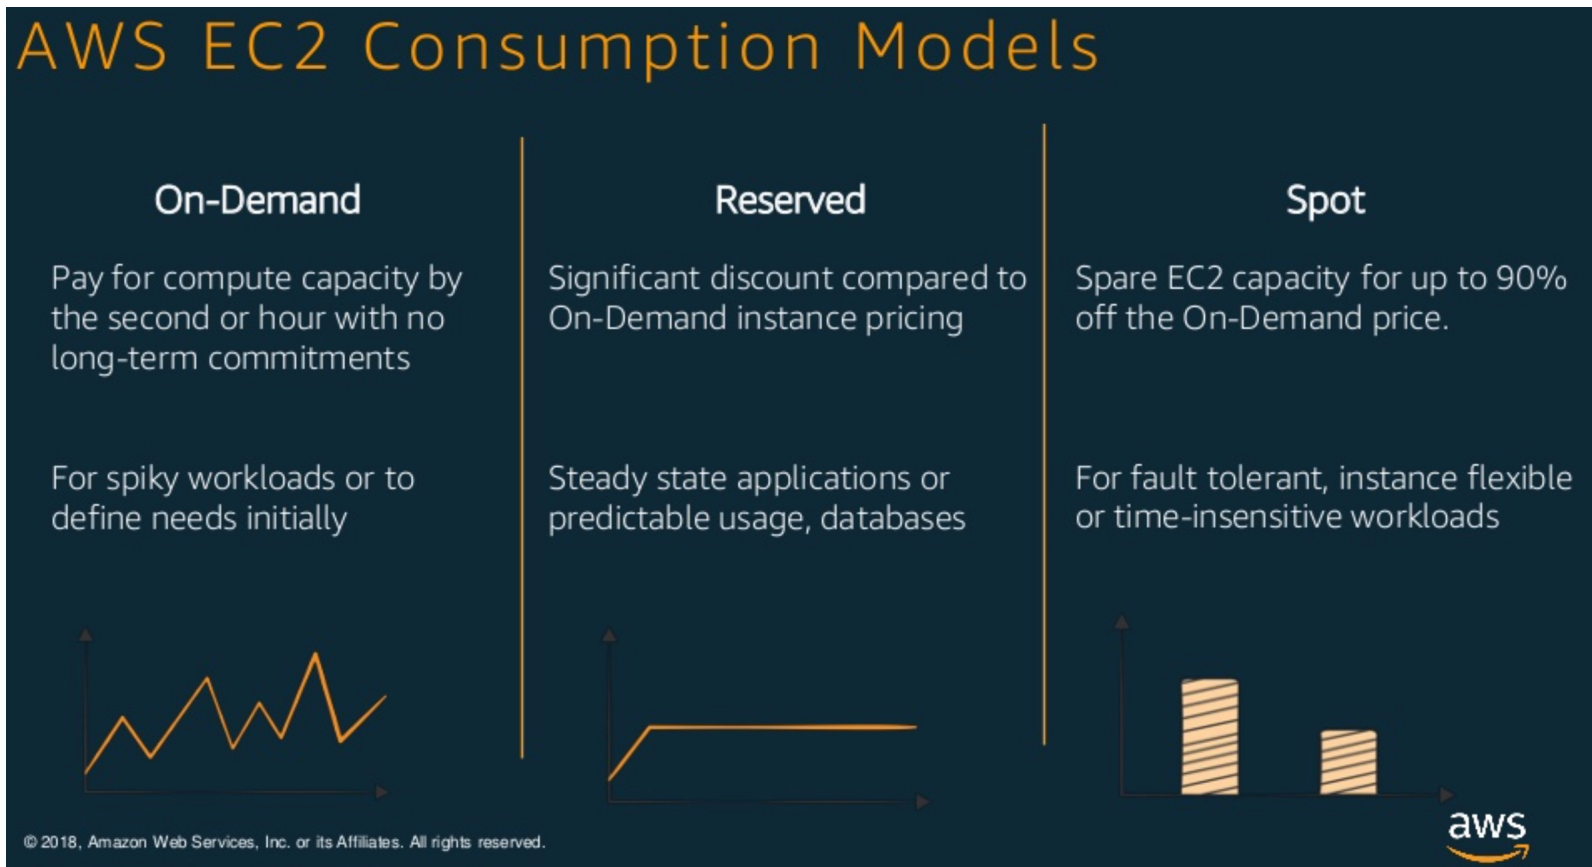 AWS EC2 Consumption Models
On-Demand
Pay for compute capacity by
the second or hour with no
long-term commitments
For spiky workloads or to
define needs initially
Reserved
Significant discount compared to
On-Demand instance pricing
Steady state applications or
predictable usage, databases
Spot
Spare EC2 capacity for up to 90%
off the On-Demand price.
For fault tolerant, instance flexible
or time-insensitive workloads
© 2018, Amazon Web Services, Inc. or its Affiliates. All rights reserved.
aws